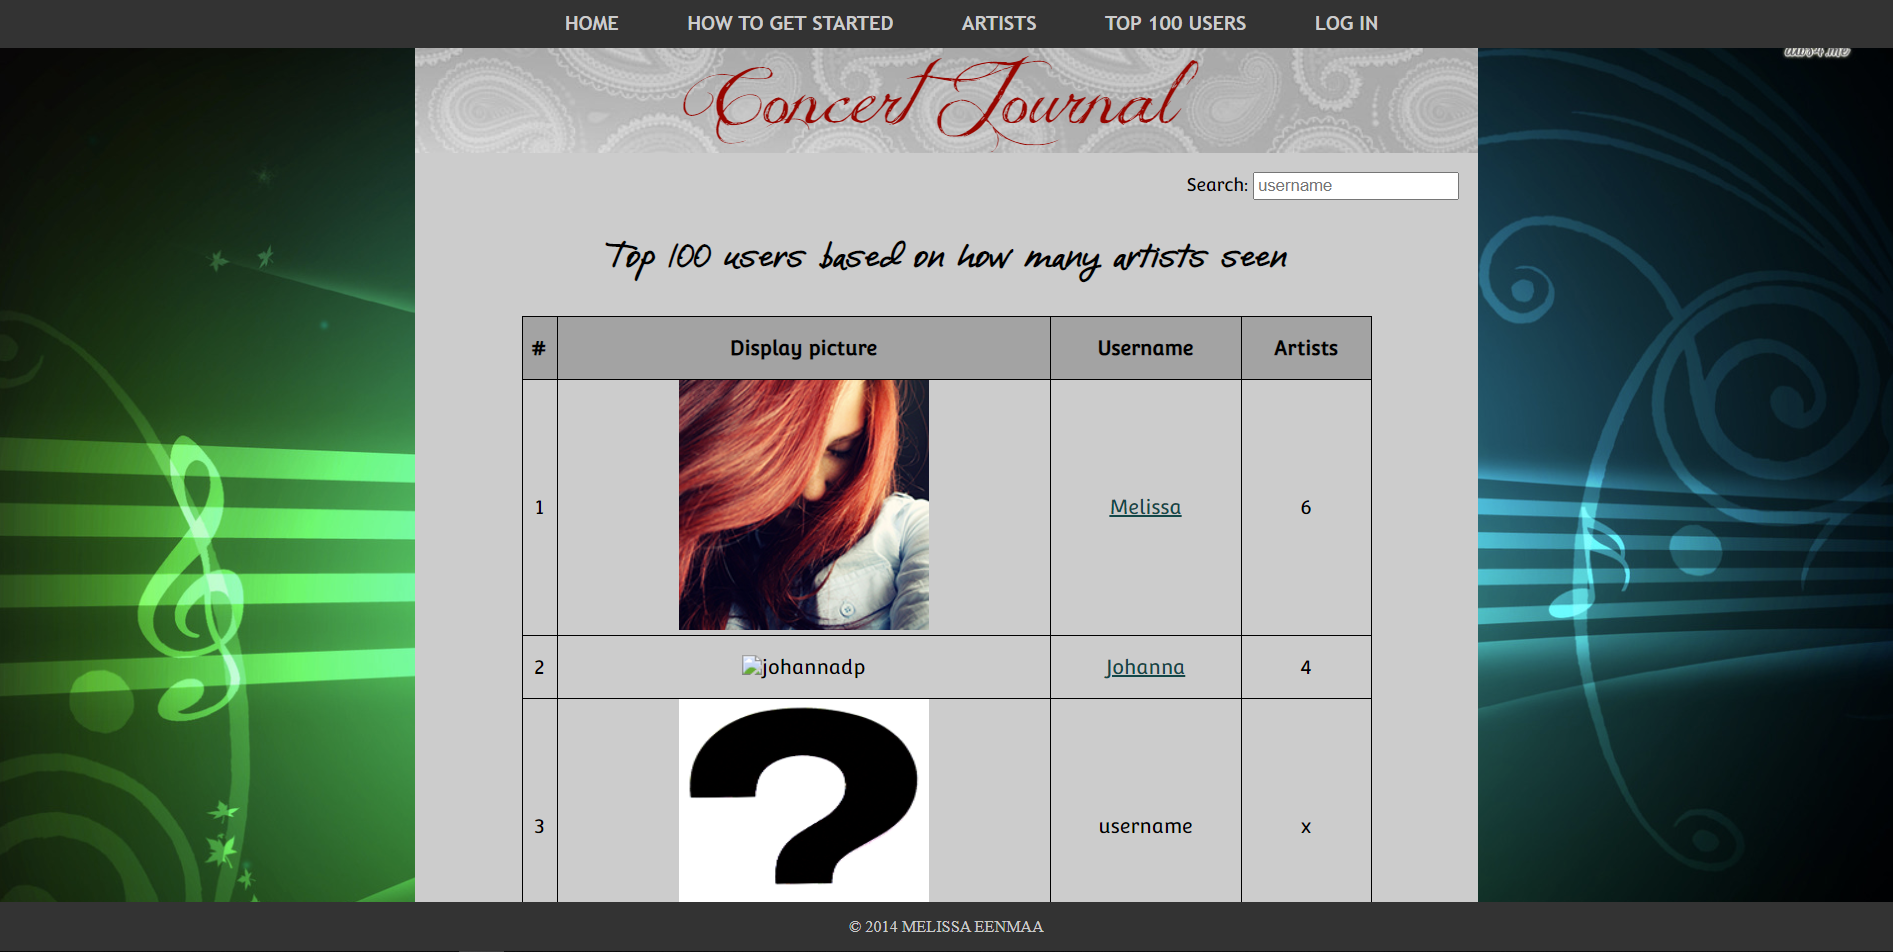 HOME HOW TO GET STARTED ARTISTS TOP 100 USERS LOG IN
Concert Journal
Search: username
Top 100 users based on how many artists seen
# Display picture Username Artists
1 Melissa 6
2 johannadp Johanna 4
?
3 username x
© 2014 MELISSA EENMAA